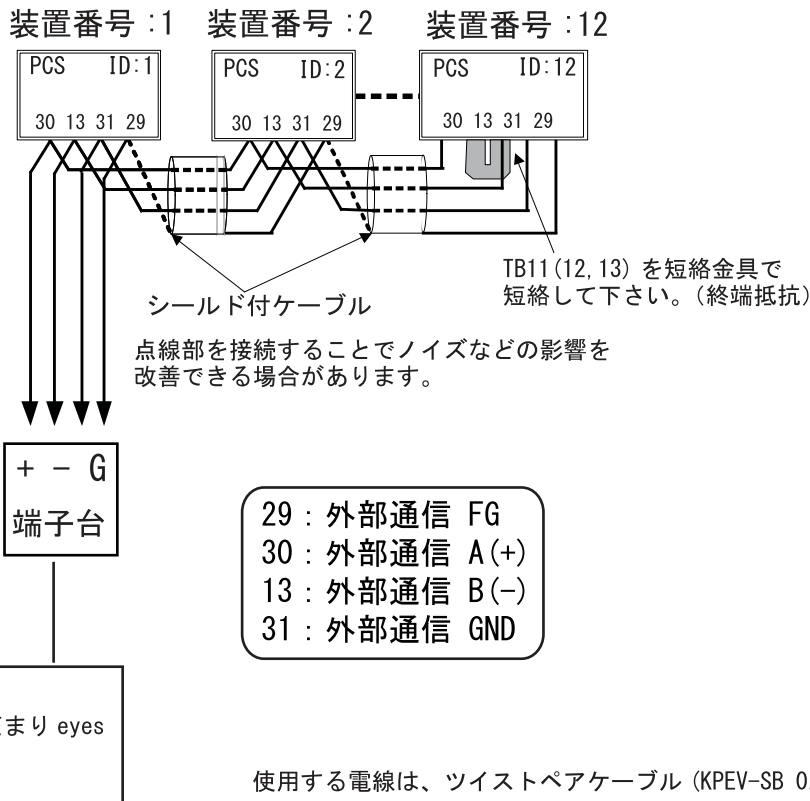 装置番号:1 装置番号:2 装置番号:12
PCS ID:1 PCS ID:2 PCS ID:12
30 13 31 29 30 13 31 29 30 13 31 29
TB11(12,13)を短絡金具で
短絡して下さい。(終端抵抗)
シールド付ケーブル
点線部を接続することでノイズなどの影響を
改善できる場合があります。
+ − G
端子台
29:外部通信 FG
30:外部通信 A(+)
13:外部通信 B(−)
31:外部通信 GND
まり eyes
使用する電線は、ツイストペアケーブル(KPEV-SB 0